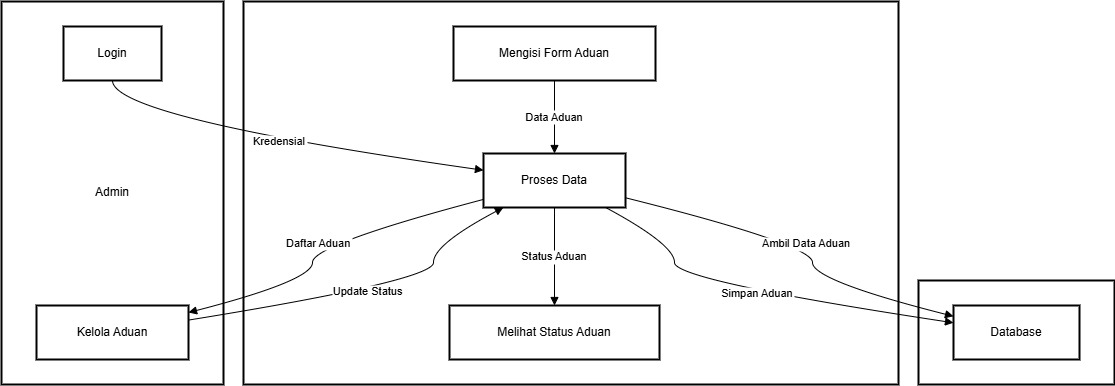 Login
Mengisi Form Aduan
Data Aduan
Kredensial
Proses Data
Admin
Daftar Aduan
Status Aduan
Ambil Data Aduan
Update Status
Simpan Aduan
Kelola Aduan
Melihat Status Aduan
Database